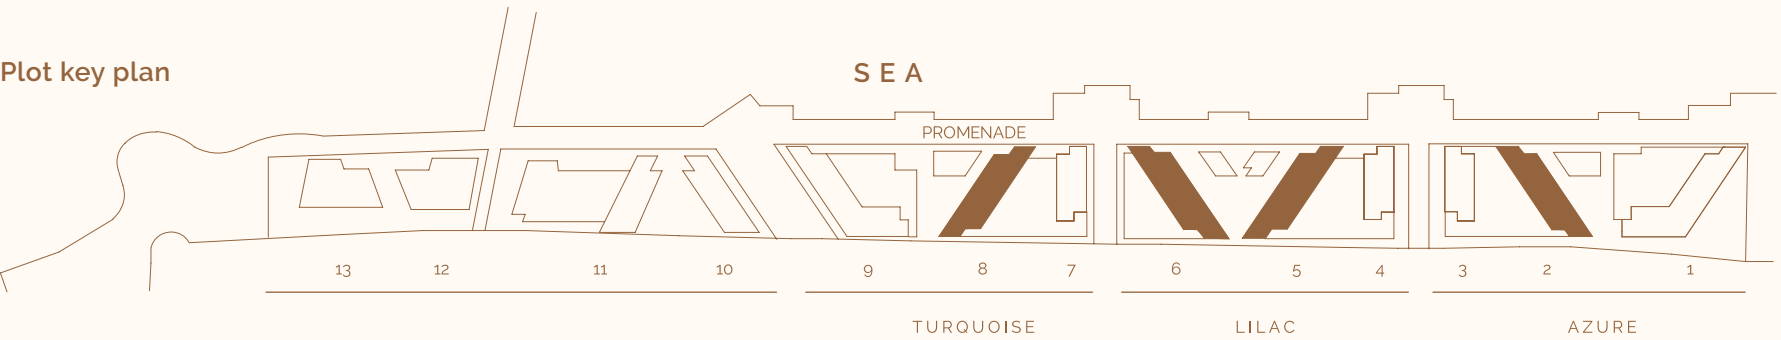 Plot key plan
SEA
PROMENADE
13 12 11 10 9 8 7 6 5 4 3 2 1
TURQUOISE LILAC AZURE